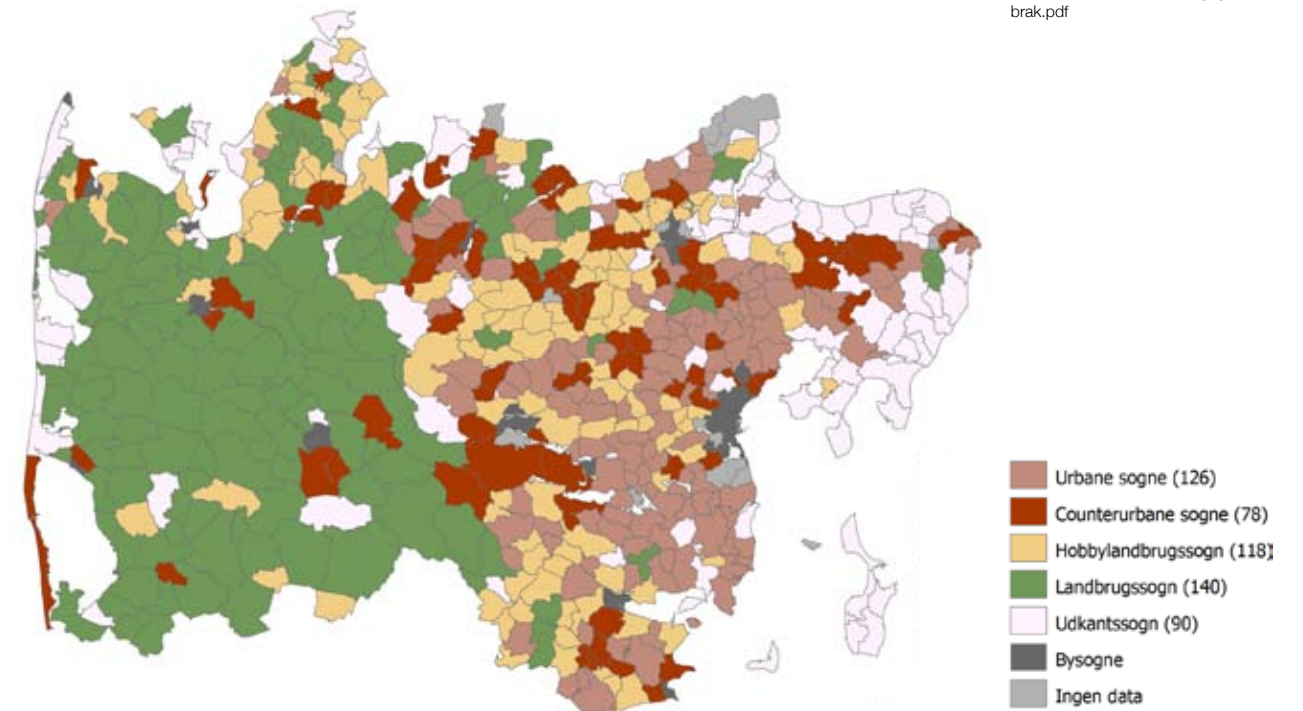 brak.pdf
Urbane sogne (126)
Counterurbane sogne (78)
Hobbylandbrugssogn (118)
Landbrugssogn (140)
Udkantssogn (90)
Bysogne
Ingen data